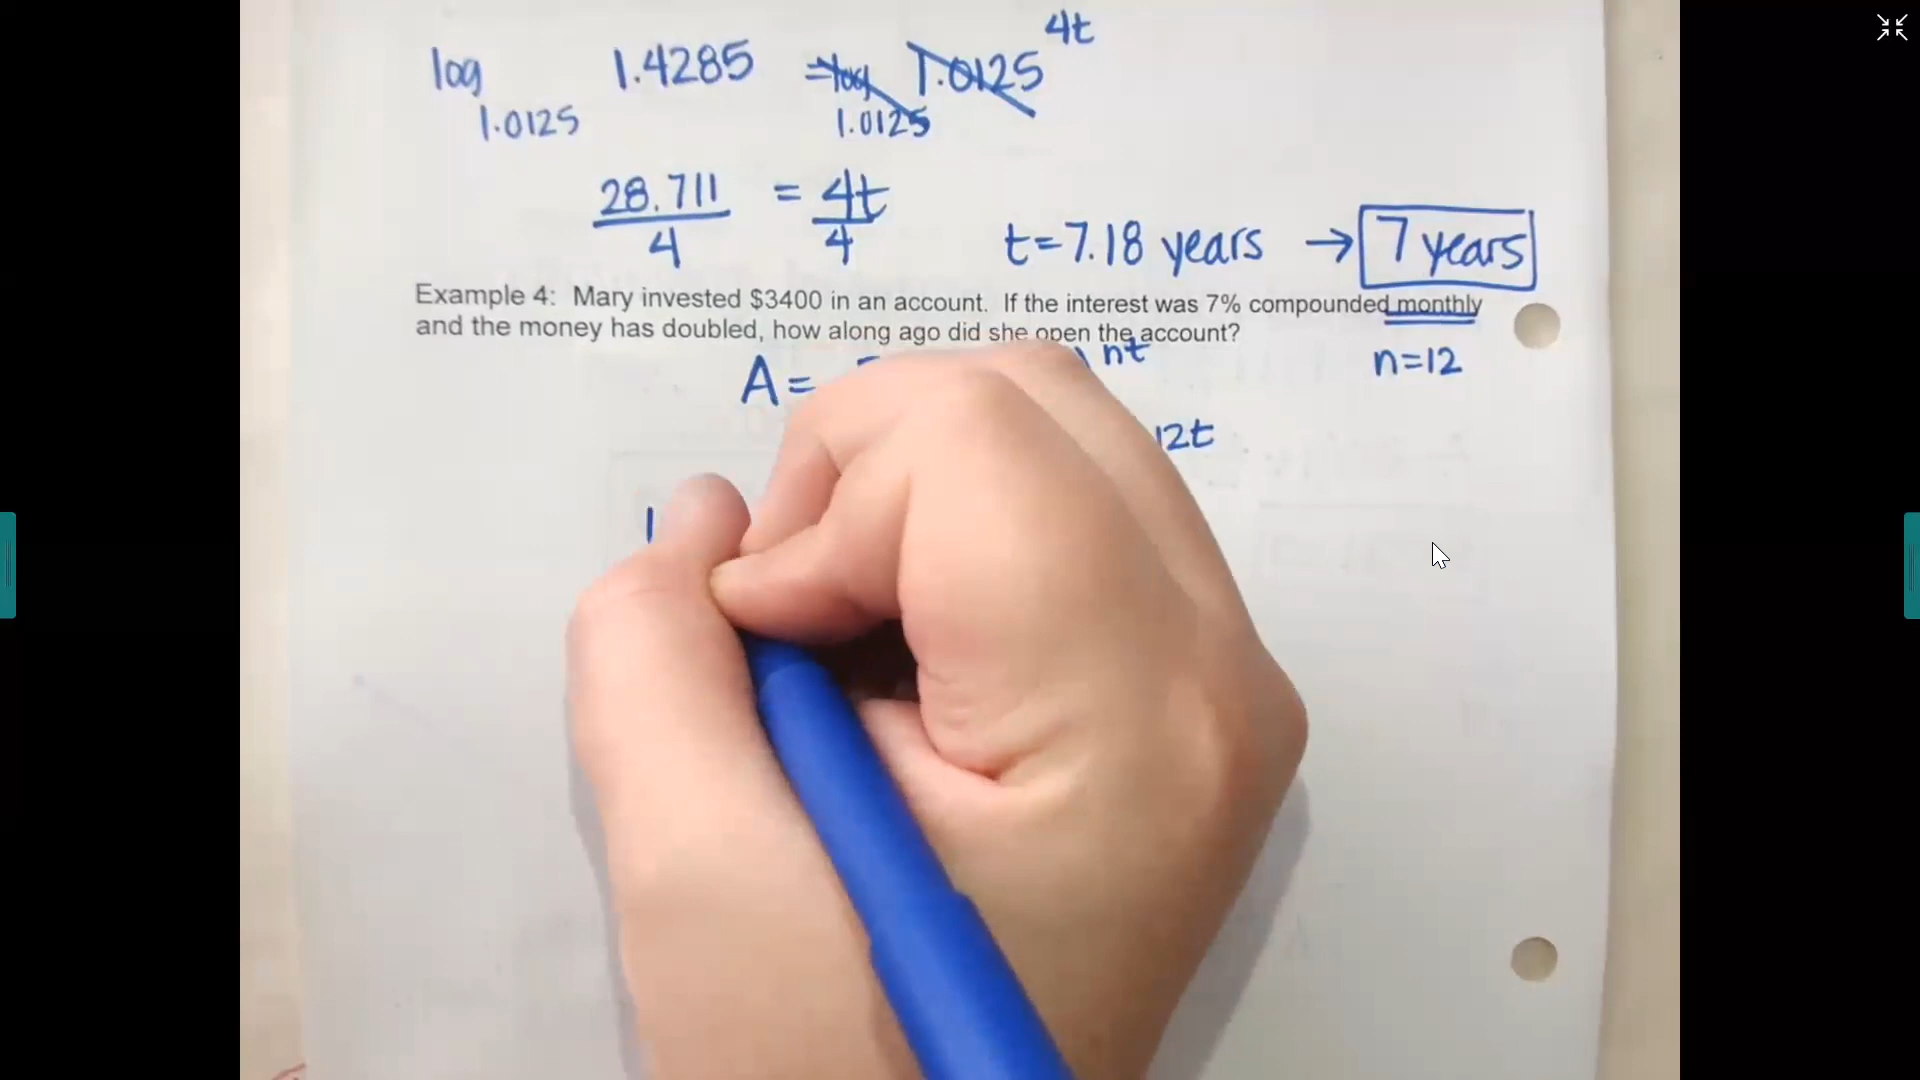 4t
log 1.4285 = log 1.0125
1.0125 1.0125
28.711 = 4t
4 4
t=7.18 years → 7 years
Example 4: Mary invested $3400 in an account. If the interest was 7% compounded monthly
and the money has doubled, how along ago did she open the account?
A = nt
n=12
12t
1